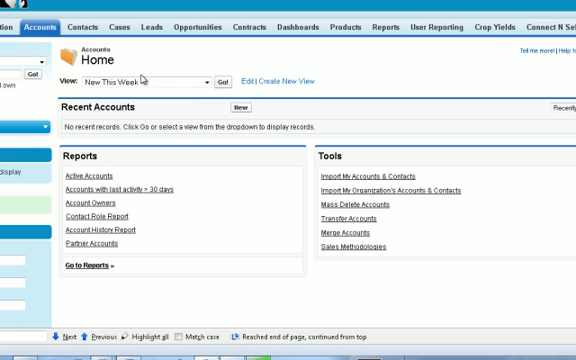 tion Accounts Contacts Cases Leads Opportunities Contracts Dashboards Products Reports User Reporting Crop Yields Connect N Sel
Accounts
Home
Tell me more! | Help fo
View: New This Week Go! Edit | Create New View
Go!
own
Recent Accounts New Recently
No recent records. Click Go or select a view from the dropdown to display records.
Reports
Active Accounts
Accounts with last activity > 30 days
Account Owners
Contact Role Report
Account History Report
Partner Accounts
Go to Reports »
Tools
Import My Accounts & Contacts
Import My Organization's Accounts & Contacts
Mass Delete Accounts
Transfer Accounts
Merge Accounts
Sales Methodologies
display
Next Previous Highlight all Match case Reached end of page, continued from top